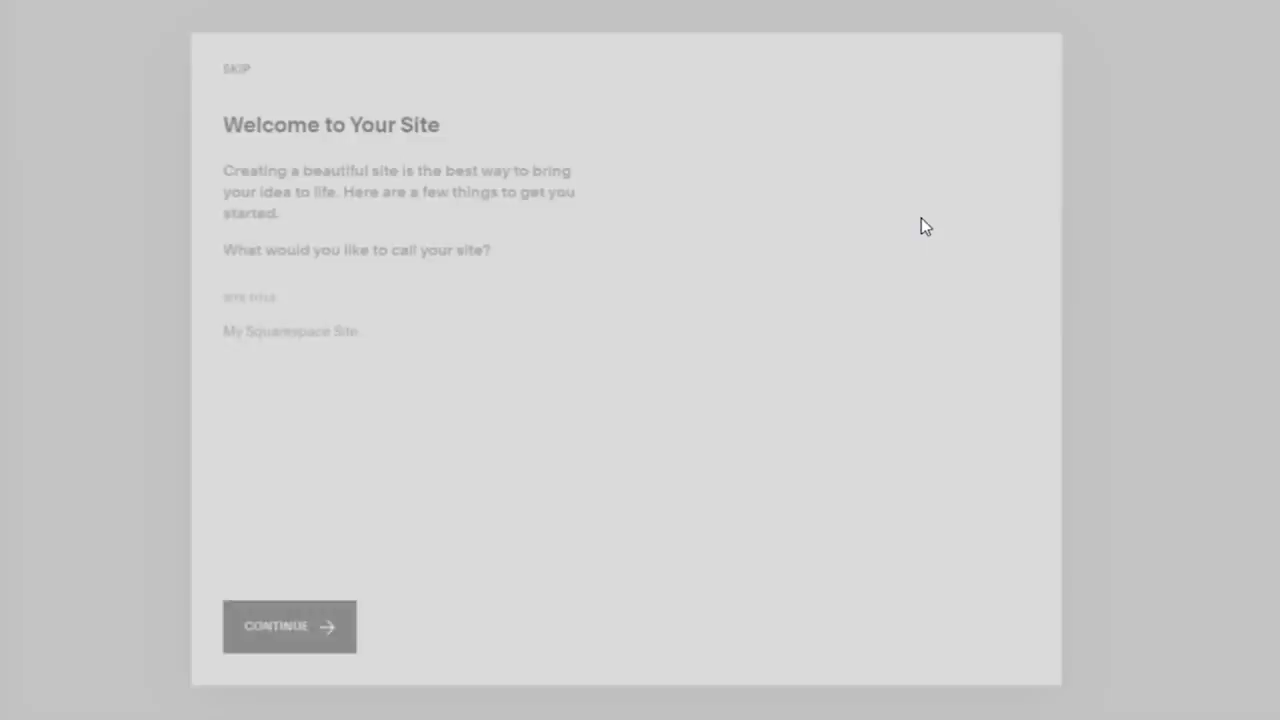 SKIP
Welcome to Your Site
Creating a beautiful site is the best way to bring
your idea to life. Here are a few things to get you
started.
What would you like to call your site?
SITE TITLE
My Squarespace Site
CONTINUE